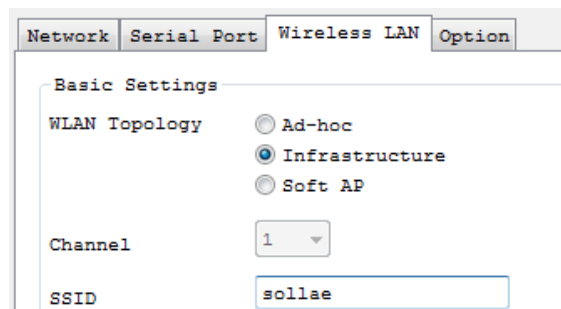 Network Serial Port Wireless LAN Option
Basic Settings
WLAN Topology Ad-hoc
Infrastructure
Soft AP
Channel 1
SSID sollae